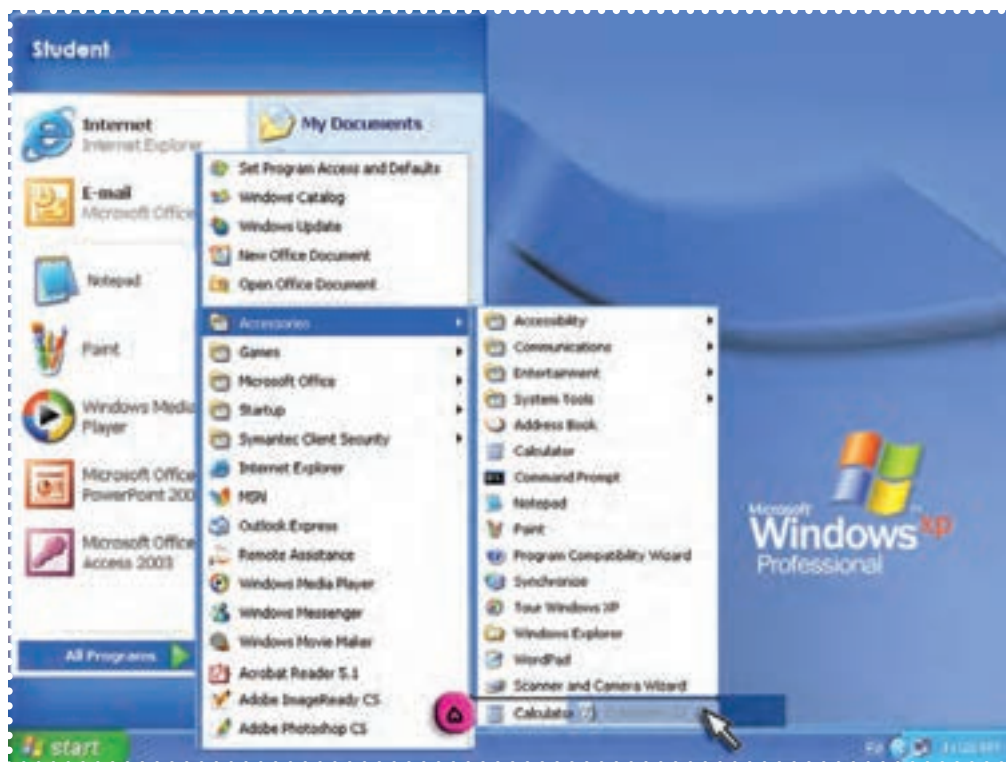 Student
Internet
Internet Explorer
E-mail
Microsoft Office
Notepad
Paint
Windows Media
Player
Microsoft Office
PowerPoint 200
Microsoft Office
Access 2003
All Programs
start
My Documents
Set Program Access and Defaults
Windows Catalog
Windows Update
New Office Document
Open Office Document
Accessories
Games
Microsoft Office
Startup
Symantec Client Security
Internet Explorer
MSN
Outlook Express
Remote Assistance
Windows Media Player
Windows Messenger
Windows Movie Maker
Acrobat Reader 5.1
Adobe ImageReady CS
Adobe Photoshop CS
Accessibility
Communications
Entertainment
System Tools
Address Book
Calculator
Command Prompt
Notepad
Paint
Program Compatibility Wizard
Synchronize
Tour Windows XP
Windows Explorer
WordPad
Scanner and Camera Wizard
۵
Calculator
Microsoft
Windows xp
Professional